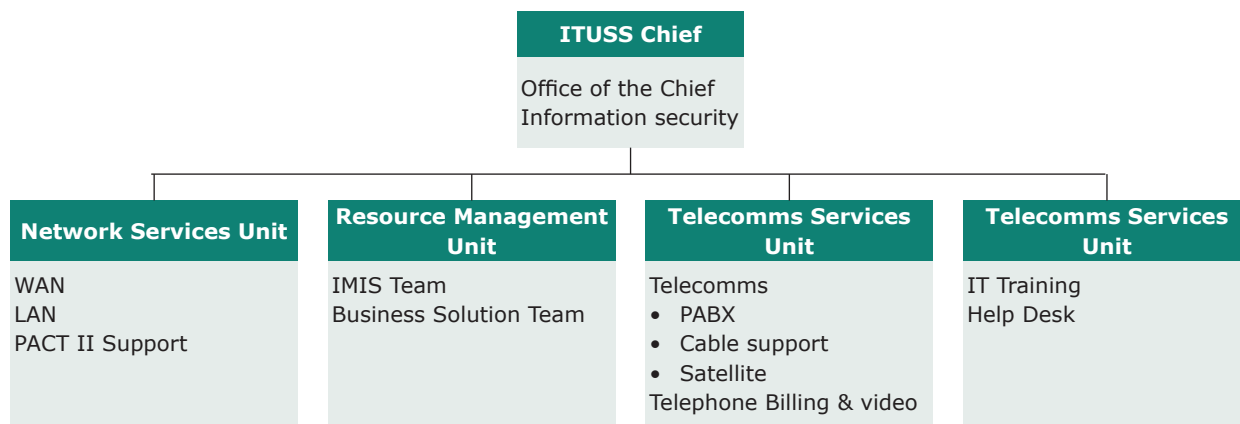 ITUSS Chief
Office of the Chief
Information security
Network Services Unit
WAN
LAN
PACT II Support
Resource Management
Unit
IMIS Team
Business Solution Team
Telecomms Services
Unit
Telecomms
• PABX
• Cable support
• Satellite
Telephone Billing & video
Telecomms Services
Unit
IT Training
Help Desk